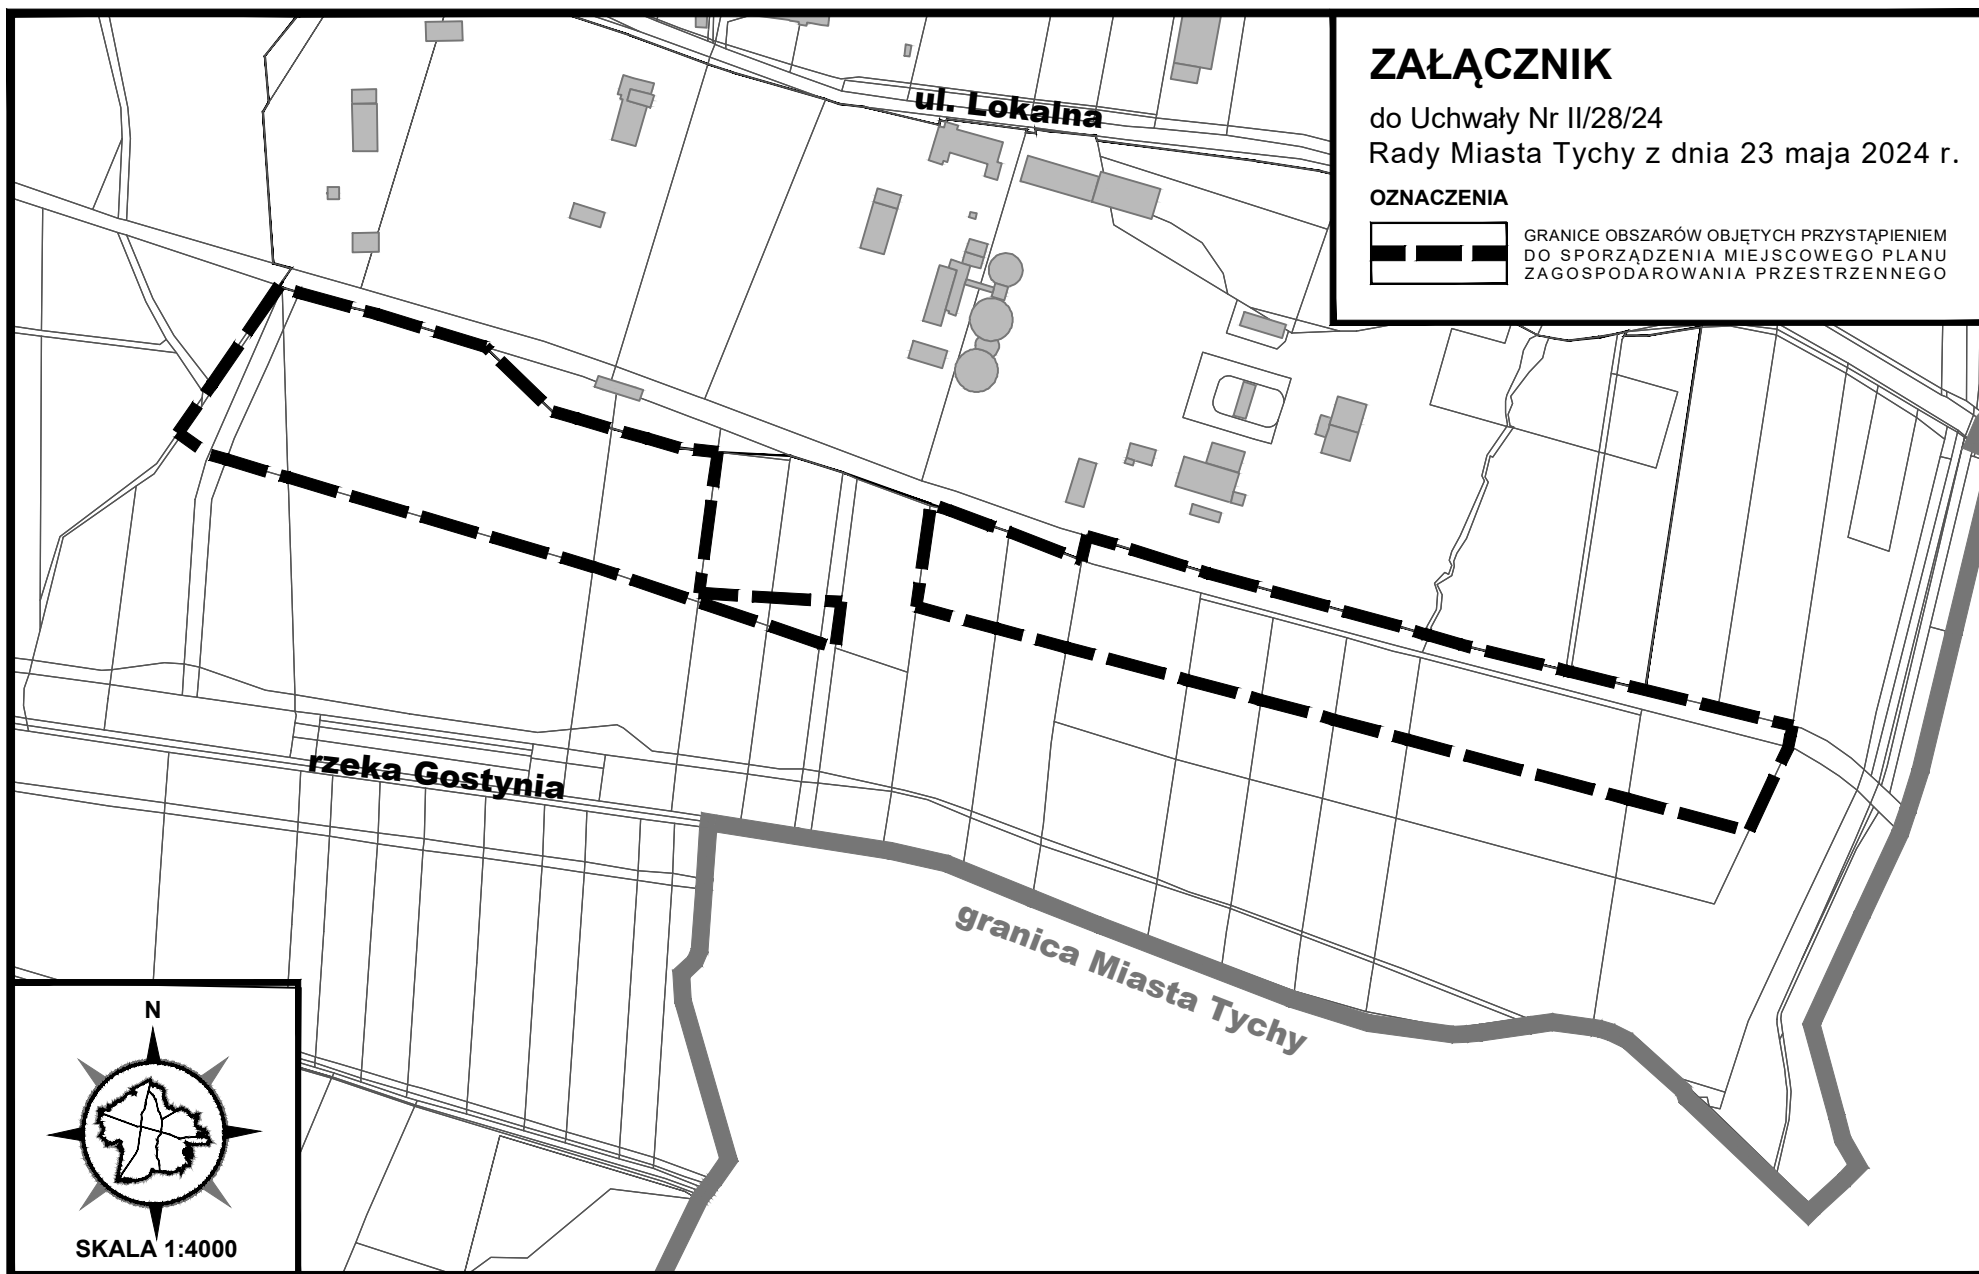 ZAŁĄCZNIK
do Uchwały Nr II/28/24
Rady Miasta Tychy z dnia 23 maja 2024 r.
OZNACZENIA
GRANICE OBSZARÓW OBJĘTYCH PRZYSTĄPIENIEM
DO SPORZĄDZENIA MIEJSCOWEGO PLANU
ZAGOSPODAROWANIA PRZESTRZENNEGO
ul. Lokalna
rzeka Gostynia
granica Miasta Tychy
N
SKALA 1:4000